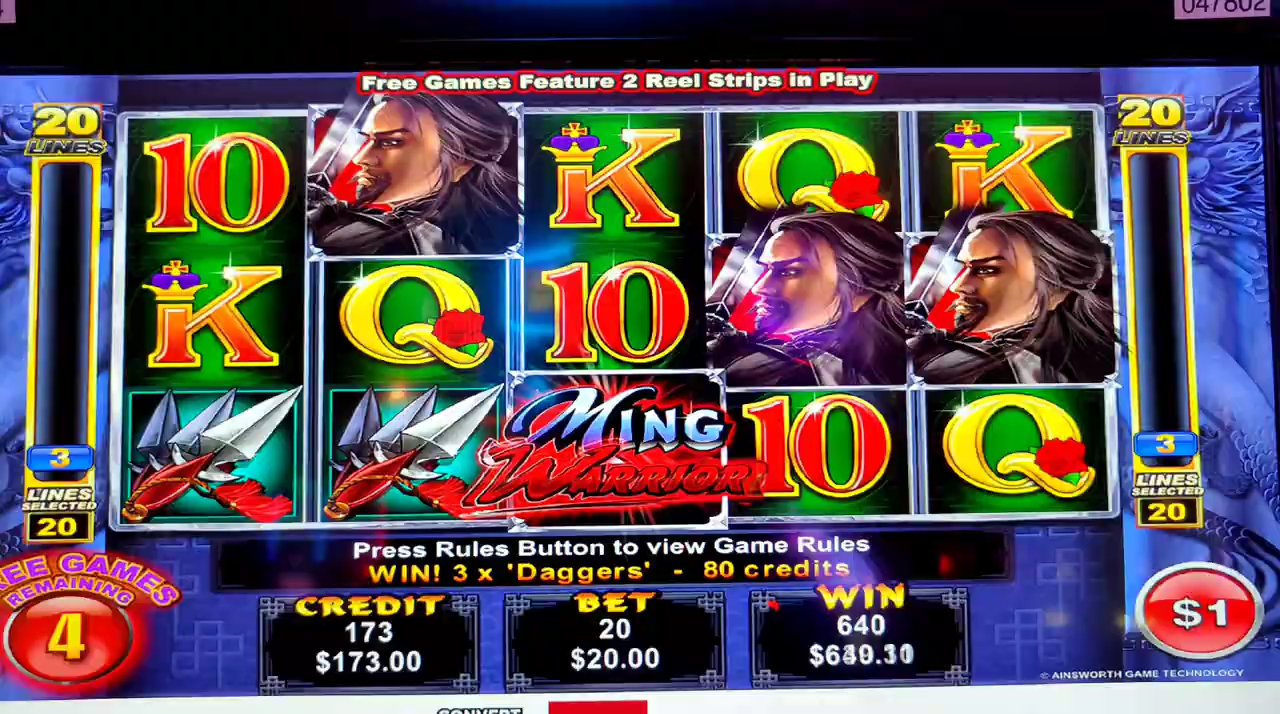 047802
Free Games Feature 2 Reel Strips in Play
20
LINES
20
LINES
10
K
Q
K
K
Q
10
MING
WARRIOR
10
Q
3
LINES
SELECTED
20
3
LINES
SELECTED
20
Press Rules Button to view Game Rules
WIN! 3 x 'Daggers' - 80 credits
FREE GAMES
REMAINING
4
CREDIT
173
$173.00
BET
20
$20.00
WIN
640
$1
© AINSWORTH GAME TECHNOLOGY
CONVERT